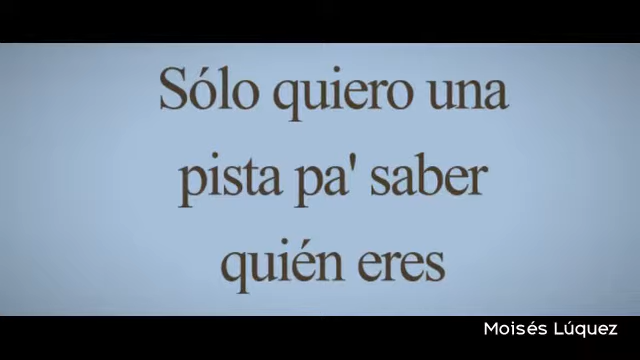 Sólo quiero una
pista pa' saber
quién eres
Moisés Lúquez